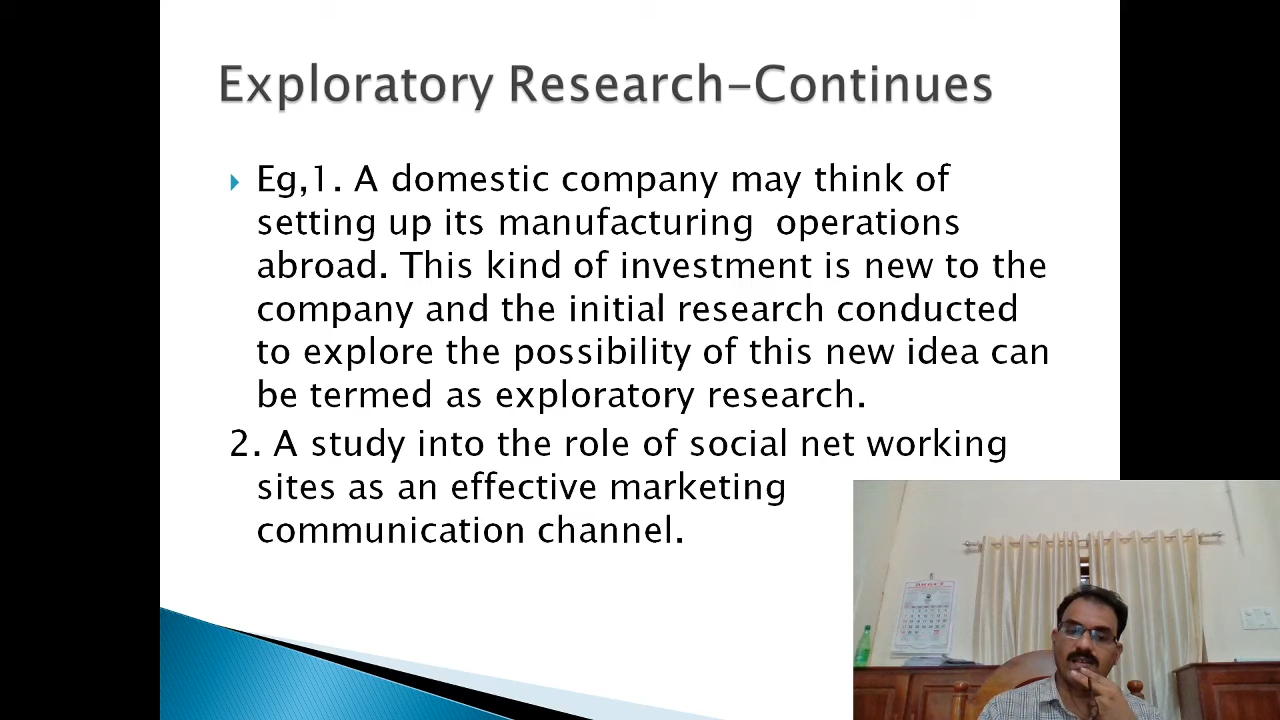 Exploratory Research-Continues
Eg,1. A domestic company may think of
setting up its manufacturing  operations
abroad. This kind of investment is new to the
company and the initial research conducted
to explore the possibility of this new idea can
be termed as exploratory research.
2. A study into the role of social net working
sites as an effective marketing
communication channel.